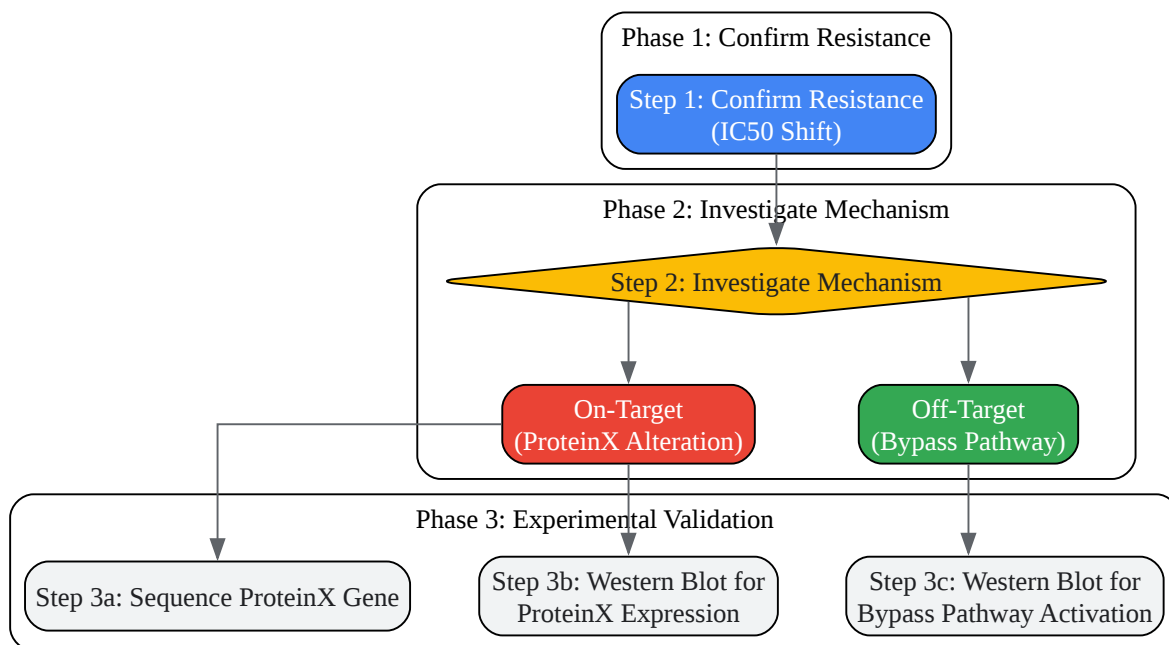 Phase 1: Confirm Resistance
Step 1: Confirm Resistance
(IC50 Shift)
Phase 2: Investigate Mechanism
Step 2: Investigate Mechanism
On-Target
(ProteinX Alteration)
Off-Target
(Bypass Pathway)
Phase 3: Experimental Validation
Step 3a: Sequence ProteinX Gene
Step 3b: Western Blot for
ProteinX Expression
Step 3c: Western Blot for
Bypass Pathway Activation